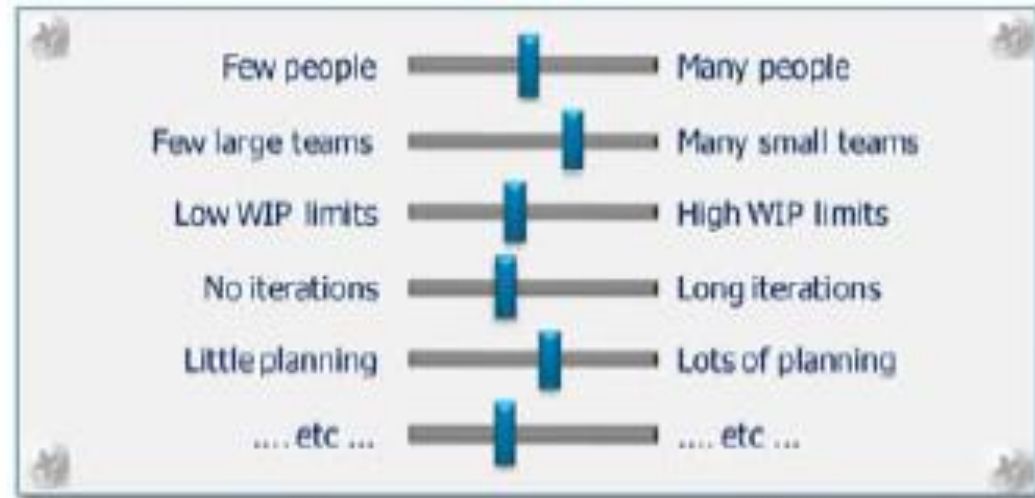 Few people Many people
Few large teams Many small teams
Low WIP limits High WIP limits
No iterations Long iterations
Little planning Lots of planning
.... etc ... .... etc ...